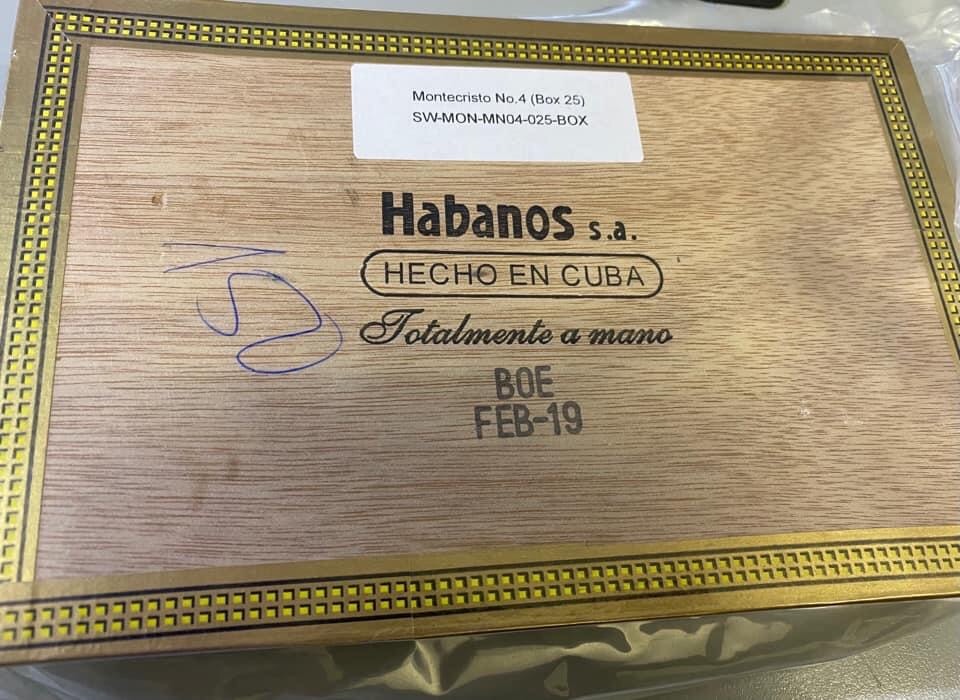 Montecristo No.4 (Box 25)
SW-MON-MN04-025-BOX
Habanos s.a.
HECHO EN CUBA
Totalmente a mano
BOE
FEB-19